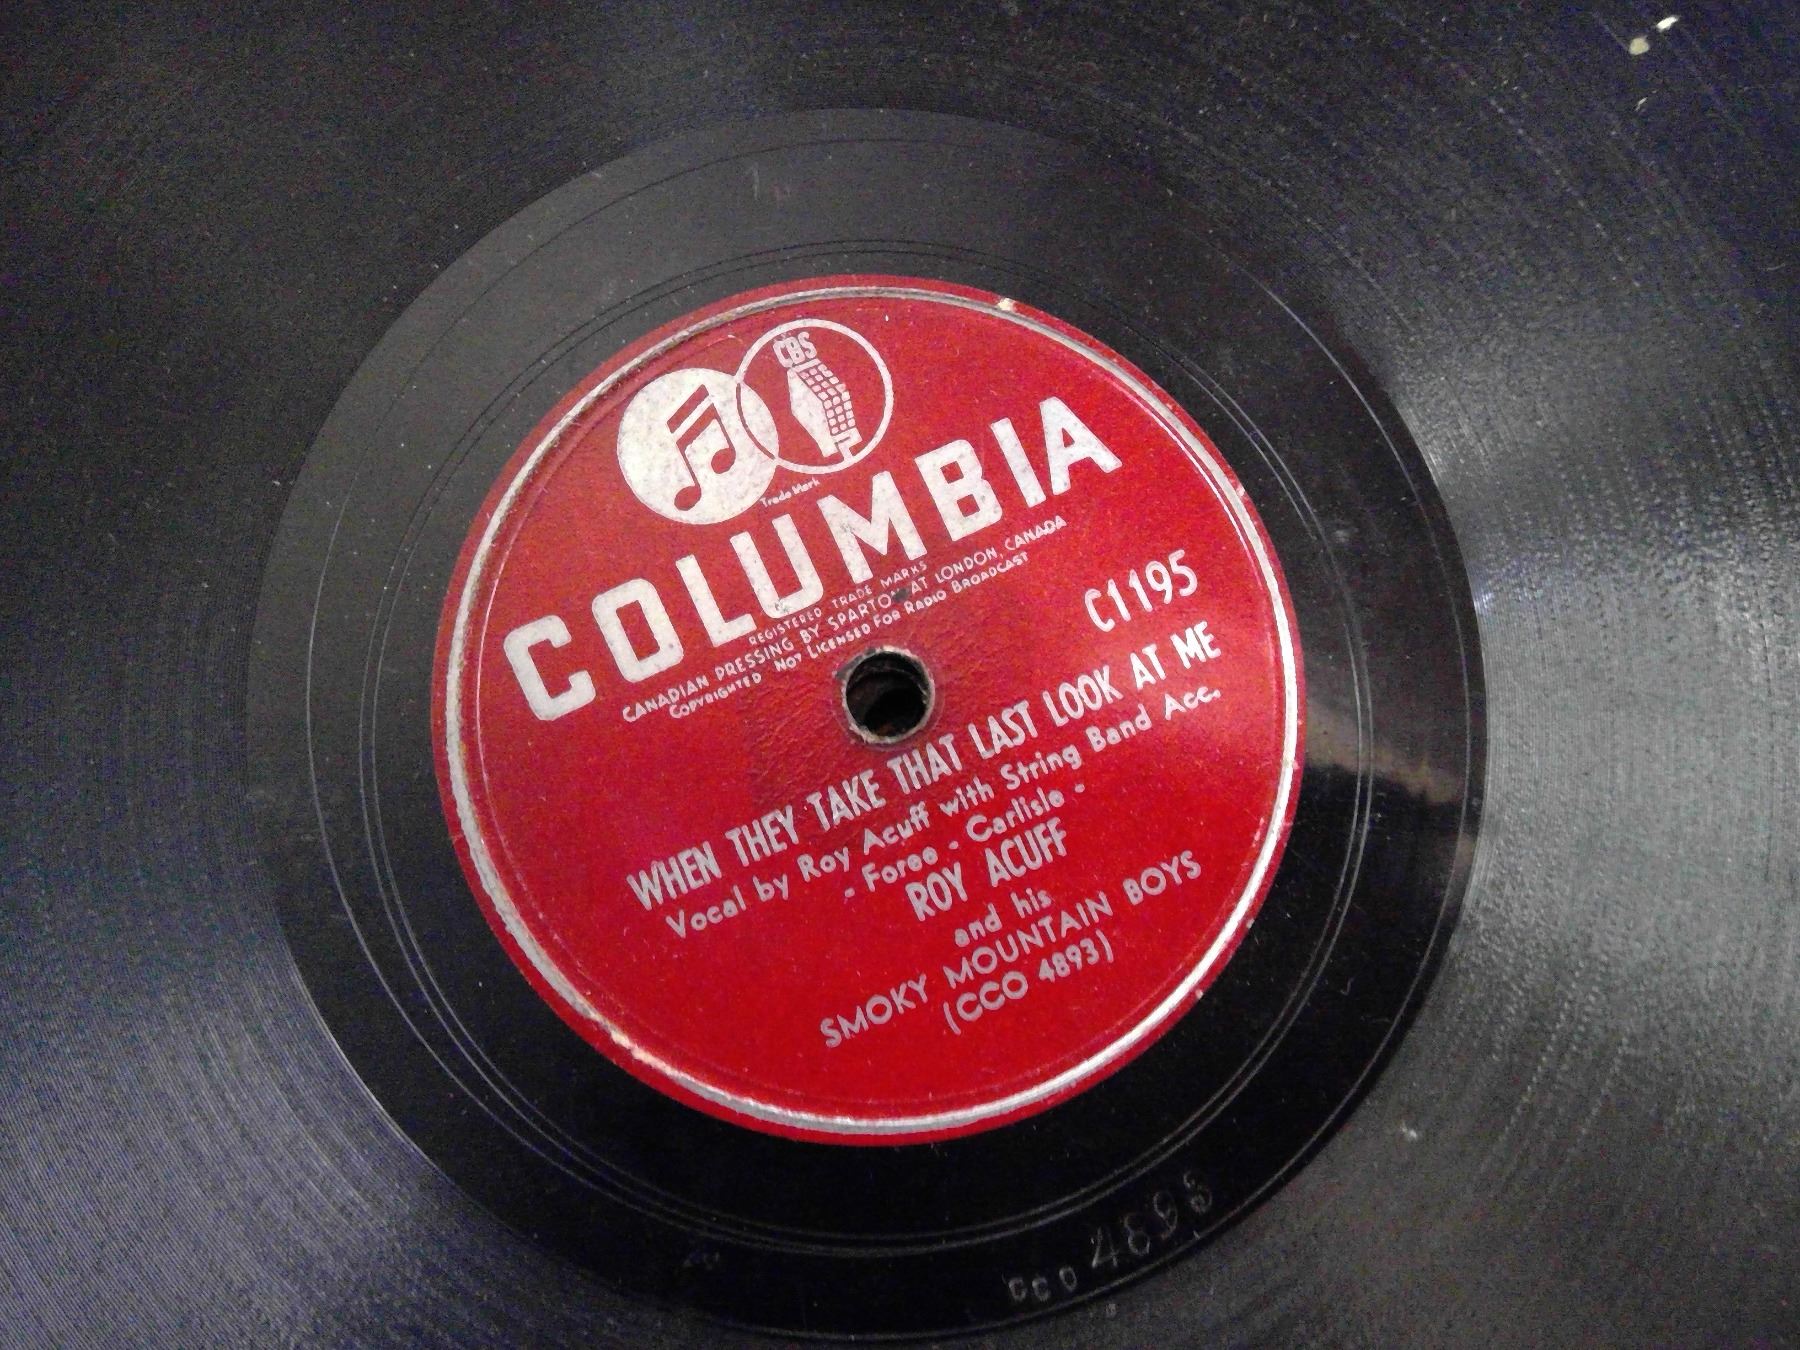 CBS
Trade Mark
COLUMBIA
REGISTERED TRADE MARKS
CANADIAN PRESSING BY SPARTON AT LONDON, CANADA
COPYRIGHTED NOT LICENSED FOR RADIO BROADCAST
C1195
WHEN THEY TAKE THAT LAST LOOK AT ME
Vocal by Roy Acuff with String Band Acc.
- Foree - Carlisle -
ROY ACUFF
and his
SMOKY MOUNTAIN BOYS
(CCO 4893)
CCO 4893